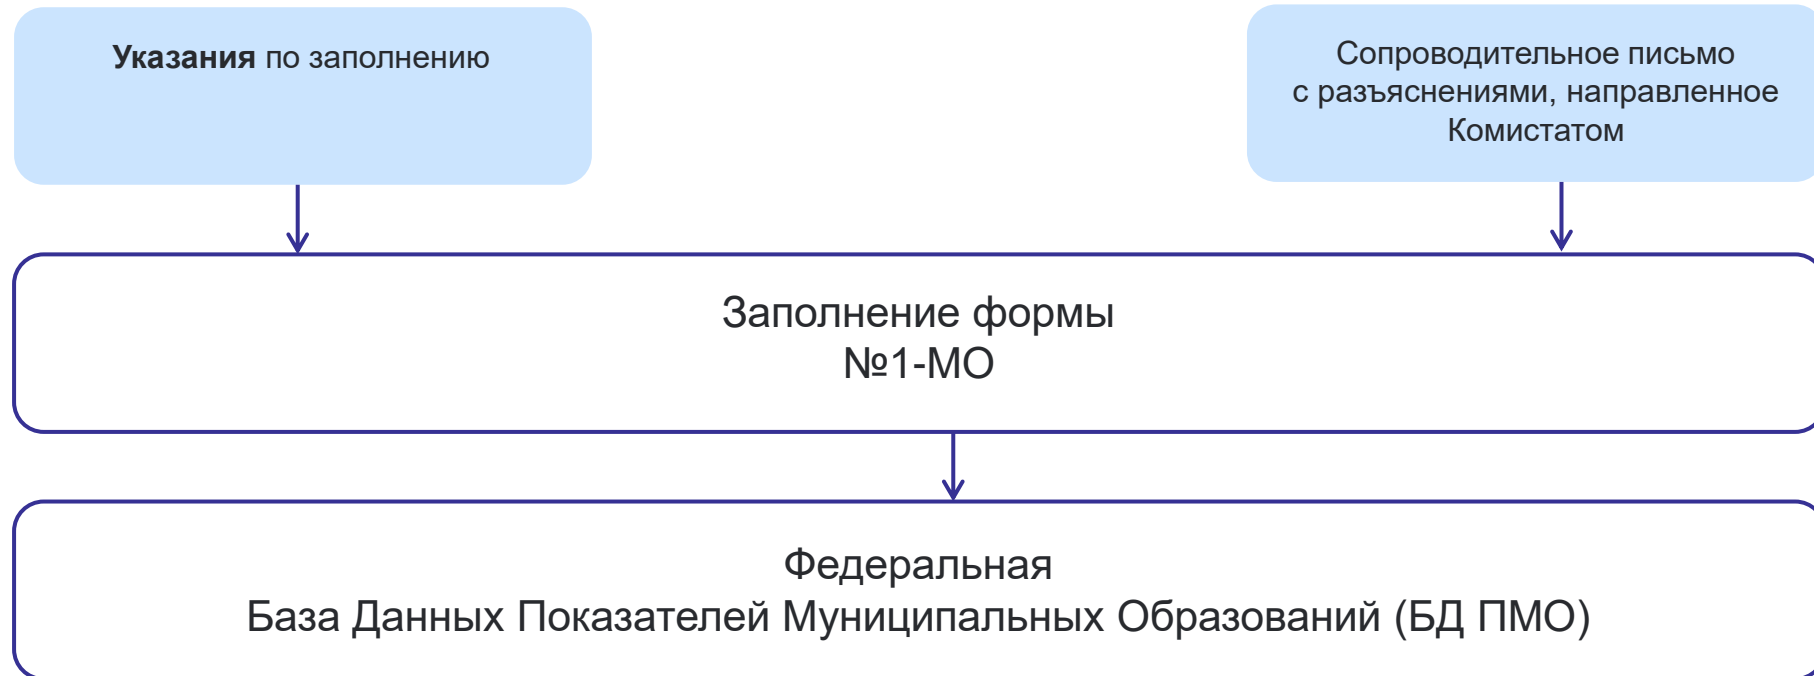 Указания по заполнению
Сопроводительное письмо
с разъяснениями, направленное
Комистатом
Заполнение формы
№1-МО
Федеральная
База Данных Показателей Муниципальных Образований (БД ПМО)